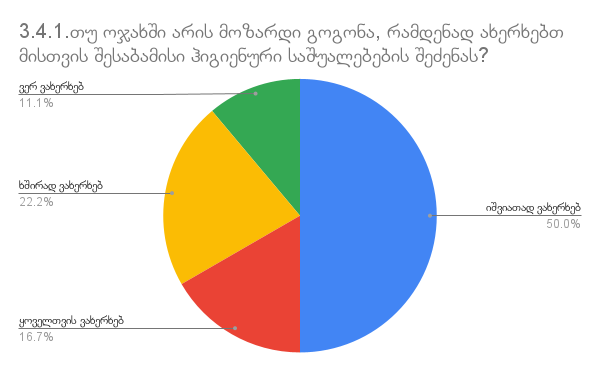 3.4.1.თუ ოჯახში არის მოზარდი გოგონა, რამდენად ახერხებთ
მისთვის შესაბამისი ჰიგიენური საშუალებების შეძენას?
ვერ ვახერხებ
11.1%
ხშირად ვახერხებ
22.2%
იშვიათად ვახერხებ
50.0%
ყოველთვის ვახერხებ
16.7%